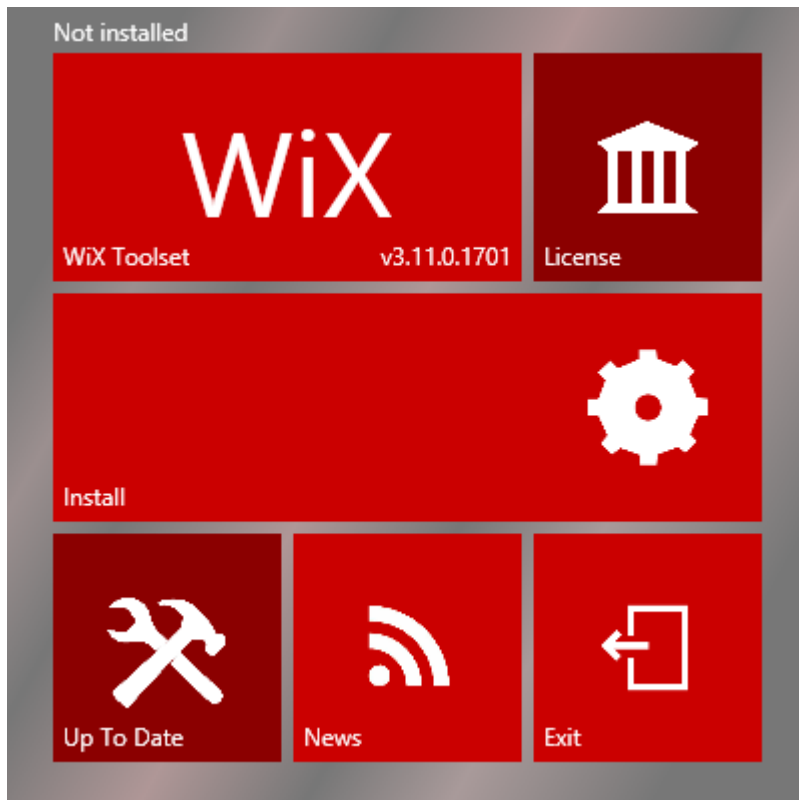 Not installed
WiX
WiX Toolset v3.11.0.1701
License
Install
Up To Date
News
Exit